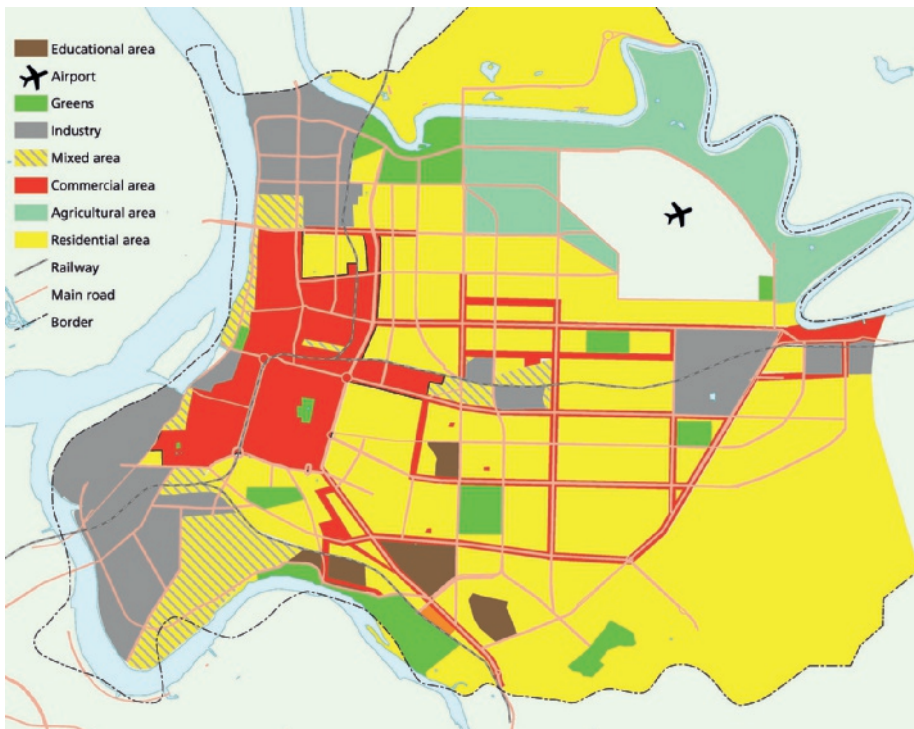 Educational area
Airport
Greens
Industry
Mixed area
Commercial area
Agricultural area
Residential area
Railway
Main road
Border